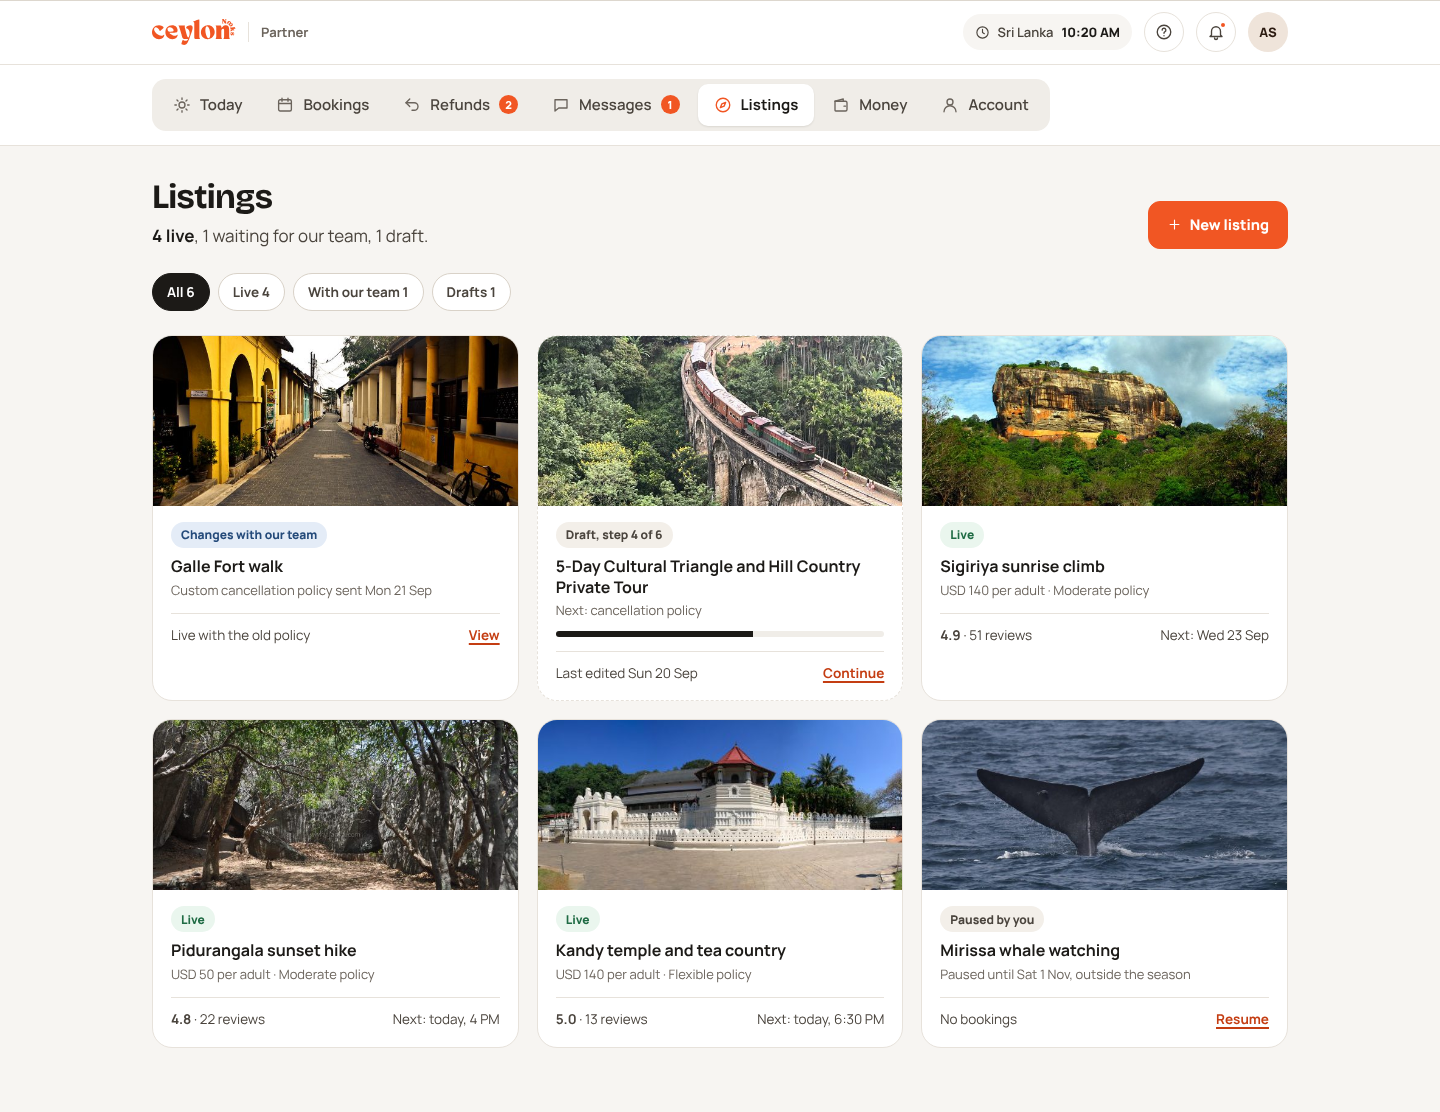 ceylon
Partner
Sri Lanka 10:20 AM
AS
Today
Bookings
Refunds 2
Messages 1
Listings
Money
Account
Listings
4 live, 1 waiting for our team, 1 draft.
+ New listing
All 6
Live 4
With our team 1
Drafts 1
Changes with our team
Galle Fort walk
Custom cancellation policy sent Mon 21 Sep
Live with the old policy
View
Draft, step 4 of 6
5-Day Cultural Triangle and Hill Country
Private Tour
Next: cancellation policy
Last edited Sun 20 Sep
Continue
Live
Sigiriya sunrise climb
USD 140 per adult · Moderate policy
4.9 · 51 reviews
Next: Wed 23 Sep
Live
Pidurangala sunset hike
USD 50 per adult · Moderate policy
4.8 · 22 reviews
Next: today, 4 PM
Live
Kandy temple and tea country
USD 140 per adult · Flexible policy
5.0 · 13 reviews
Next: today, 6:30 PM
Paused by you
Mirissa whale watching
Paused until Sat 1 Nov, outside the season
No bookings
Resume